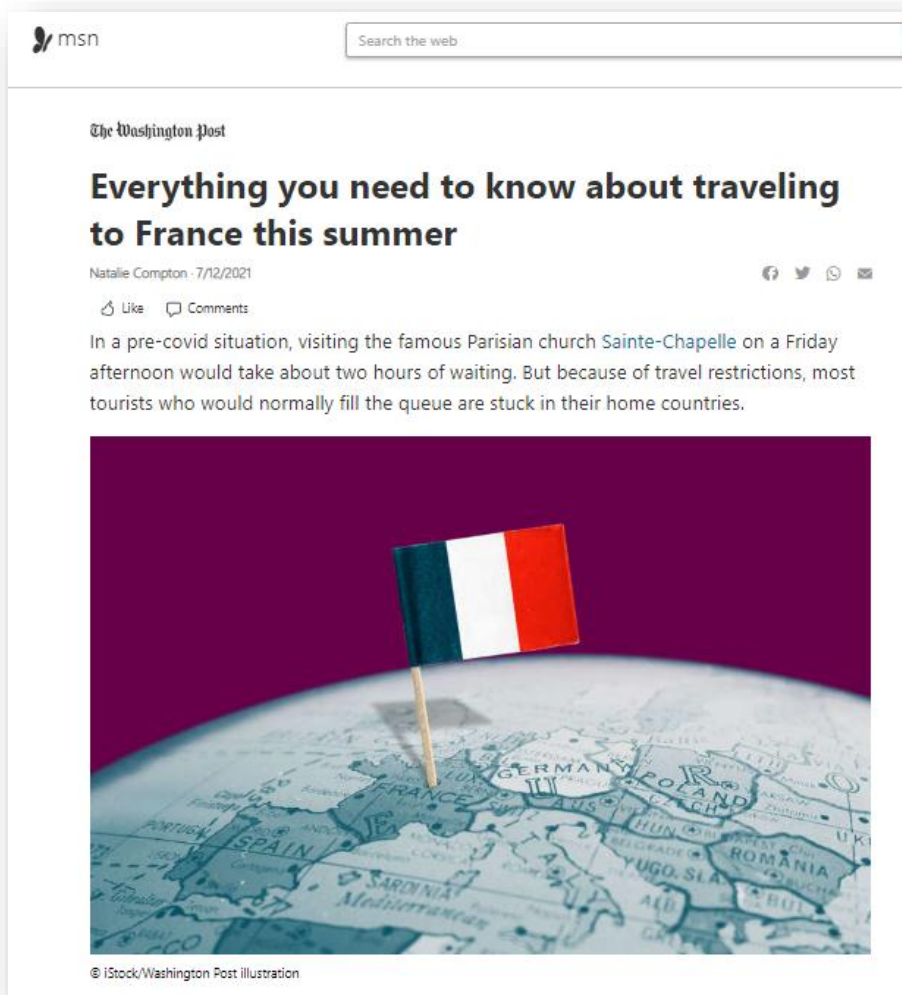 msn
Search the web
The Washington Post
Everything you need to know about traveling
to France this summer
Natalie Compton · 7/12/2021
Like Comments
In a pre-covid situation, visiting the famous Parisian church Sainte-Chapelle on a Friday
afternoon would take about two hours of waiting. But because of travel restrictions, most
tourists who would normally fill the queue are stuck in their home countries.
GERMANY
POLAND
FRANCE
CZECH
PORTUGAL
SPAIN
HUN
ROMANIA
YUGO. SLA
SARDINIA
Mediterranean
ALB
BUL
© iStock/Washington Post illustration